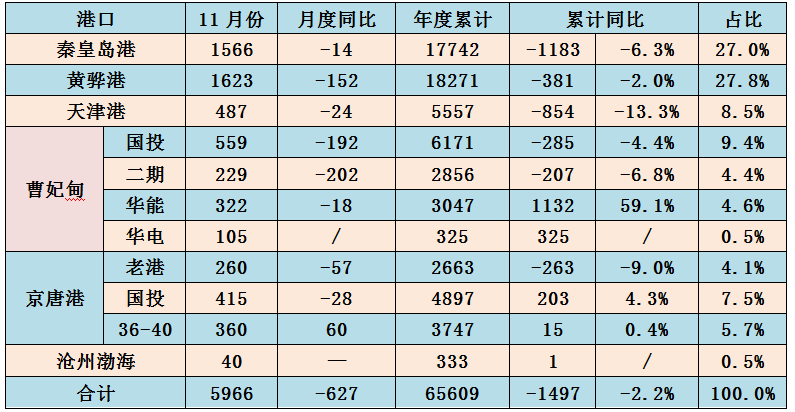 港口 11月份 月度同比 年度累计 累计同比 占比
秦皇岛港 1566 -14 17742 -1183 -6.3% 27.0%
黄骅港 1623 -152 18271 -381 -2.0% 27.8%
天津港 487 -24 5557 -854 -13.3% 8.5%
曹妃甸 国投 559 -192 6171 -285 -4.4% 9.4%
二期 229 -202 2856 -207 -6.8% 4.4%
华能 322 -18 3047 1132 59.1% 4.6%
华电 105 / 325 325 / 0.5%
京唐港 老港 260 -57 2663 -263 -9.0% 4.1%
国投 415 -28 4897 203 4.3% 7.5%
36-40 360 60 3747 15 0.4% 5.7%
沧州渤海 40 — 333 1 / 0.5%
合计 5966 -627 65609 -1497 -2.2% 100.0%